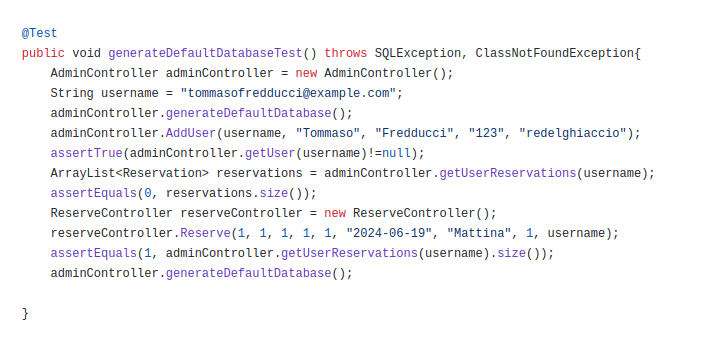 @Test
public void generateDefaultDatabaseTest() throws SQLException, ClassNotFoundException{
    AdminController adminController = new AdminController();
    String username = "tommasofredducci@example.com";
    adminController.generateDefaultDatabase();
    adminController.AddUser(username, "Tommaso", "Fredducci", "123", "redelghiaccio");
    assertTrue(adminController.getUser(username)!=null);
    ArrayList<Reservation> reservations = adminController.getUserReservations(username);
    assertEquals(0, reservations.size());
    ReserveController reserveController = new ReserveController();
    reserveController.Reserve(1, 1, 1, 1, 1, "2024-06-19", "Mattina", 1, username);
    assertEquals(1, adminController.getUserReservations(username).size());
    adminController.generateDefaultDatabase();

}